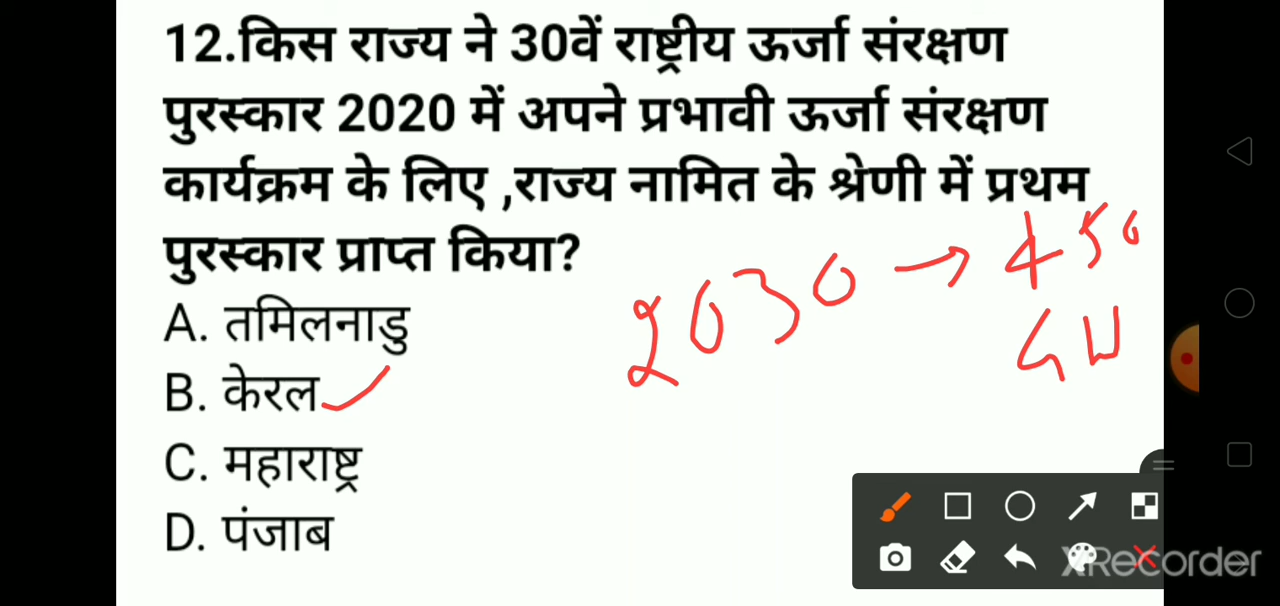 12.किस राज्य ने 30वें राष्ट्रीय ऊर्जा संरक्षण
पुरस्कार 2020 में अपने प्रभावी ऊर्जा संरक्षण
कार्यक्रम के लिए ,राज्य नामित के श्रेणी में प्रथम
पुरस्कार प्राप्त किया?
2030 → 450
GW
A. तमिलनाडु
B. केरल
C. महाराष्ट्र
D. पंजाब
XRecorder